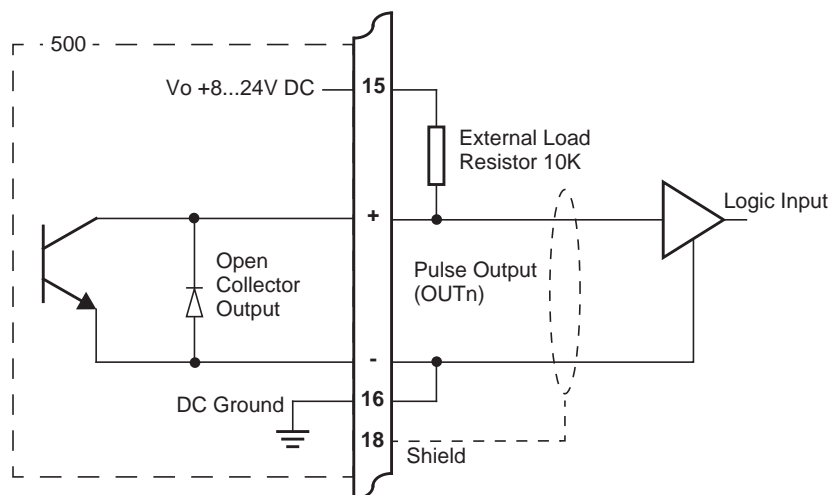 500
Vo +8...24V DC
15
External Load
Resistor 10K
+
Logic Input
Open
Collector
Output
Pulse Output
(OUTn)
-
DC Ground
16
18
Shield